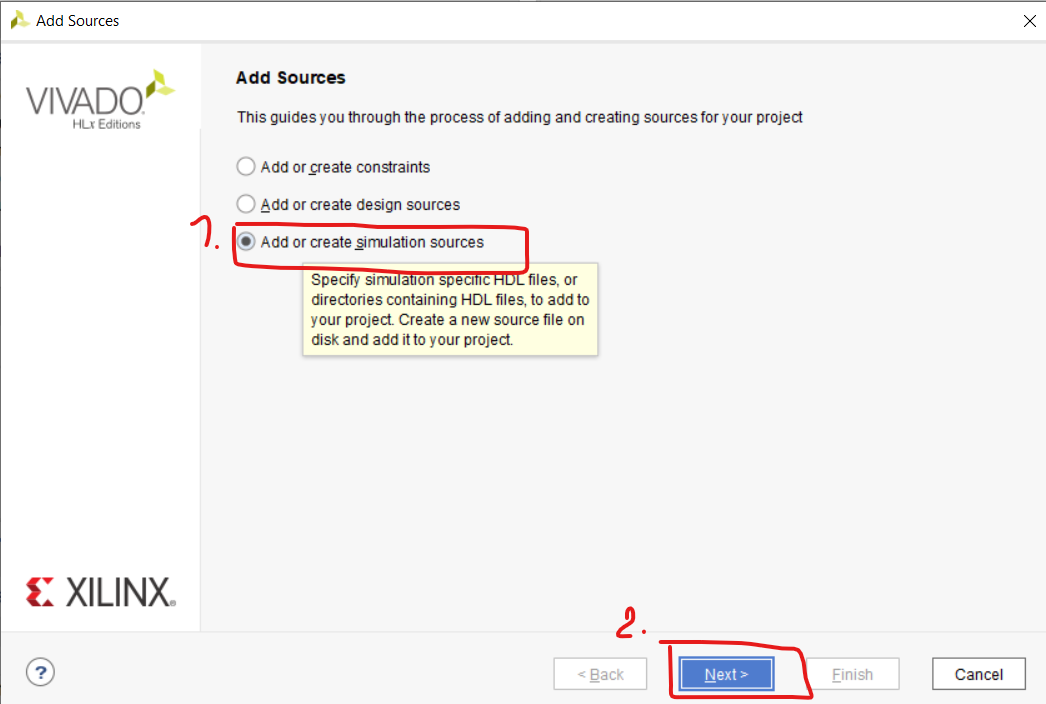 Add Sources
VIVADO
HLx Editions
Add Sources
This guides you through the process of adding and creating sources for your project
Add or create constraints
Add or create design sources
1.
Add or create simulation sources
Specify simulation specific HDL files, or
directories containing HDL files, to add to
your project. Create a new source file on
disk and add it to your project.
XILINX®
2.
?
< Back
Next >
Finish
Cancel